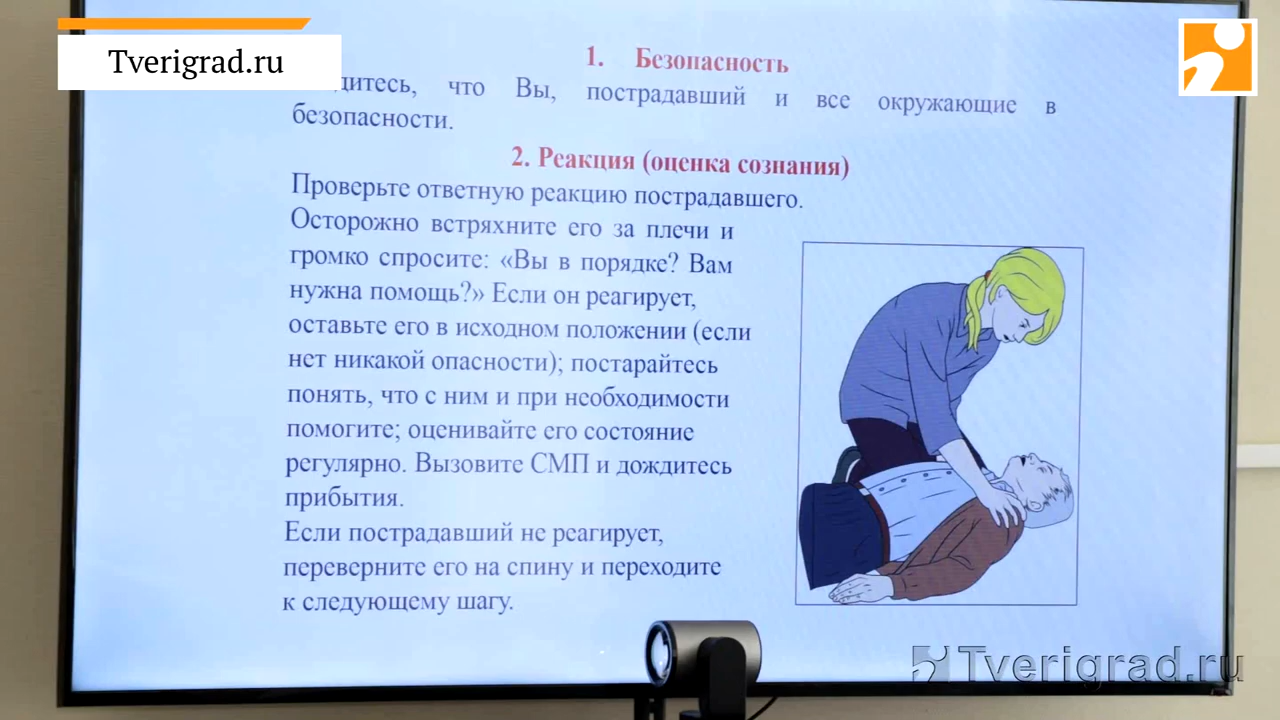 Tverigrad.ru
1. Безопасность
что Вы, пострадавший и все окружающие в
безопасности.
2. Реакция (оценка сознания)
Проверьте ответную реакцию пострадавшего.
Осторожно встряхните его за плечи и
громко спросите: «Вы в порядке? Вам
нужна помощь?» Если он реагирует,
оставьте его в исходном положении (если
нет никакой опасности); постарайтесь
понять, что с ним и при необходимости
помогите; оценивайте его состояние
регулярно. Вызовите СМП и дождитесь
прибытия.
Если пострадавший не реагирует,
переверните его на спину и переходите
к следующему шагу.
Tverigrad.ru